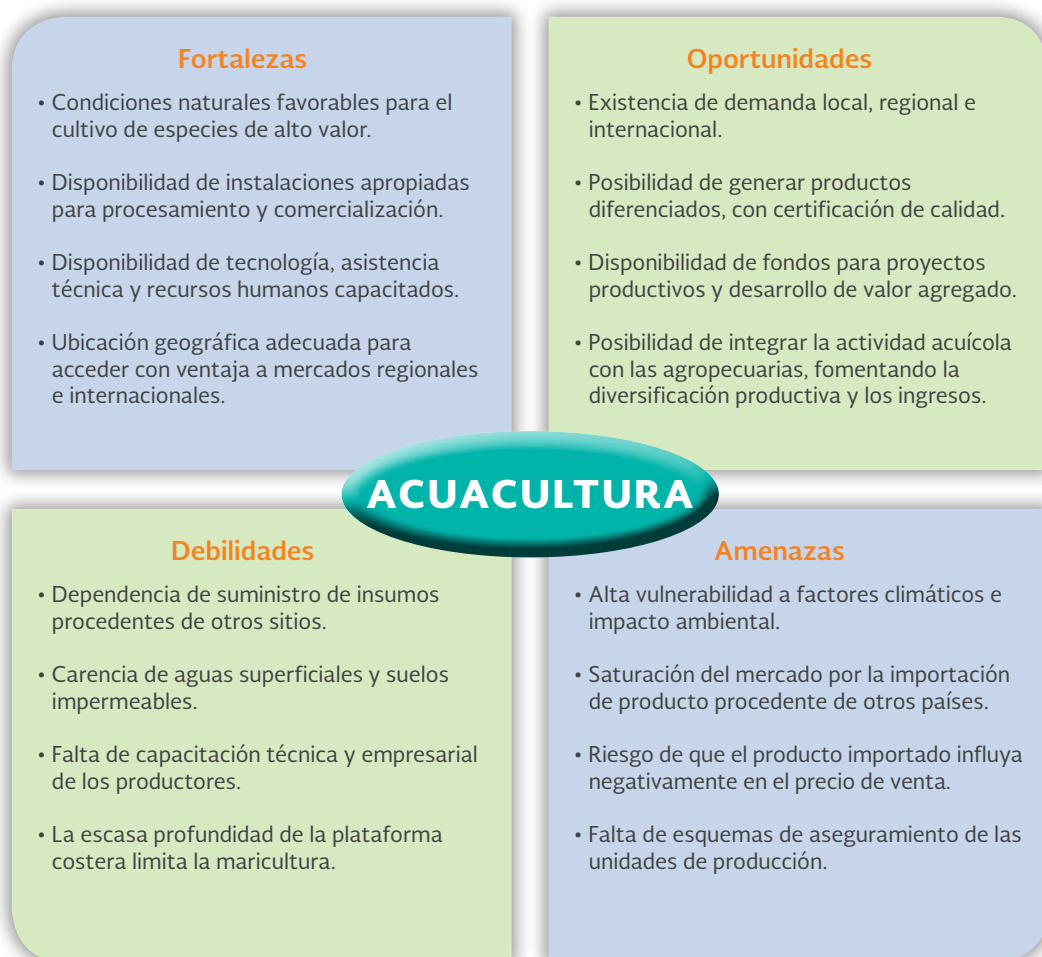 Fortalezas
• Condiciones naturales favorables para el
cultivo de especies de alto valor.
• Disponibilidad de instalaciones apropiadas
para procesamiento y comercialización.
• Disponibilidad de tecnología, asistencia
técnica y recursos humanos capacitados.
• Ubicación geográfica adecuada para
acceder con ventaja a mercados regionales
e internacionales.
Oportunidades
• Existencia de demanda local, regional e
internacional.
• Posibilidad de generar productos
diferenciados, con certificación de calidad.
• Disponibilidad de fondos para proyectos
productivos y desarrollo de valor agregado.
• Posibilidad de integrar la actividad acuícola
con las agropecuarias, fomentando la
diversificación productiva y los ingresos.
ACUACULTURA
Debilidades
• Dependencia de suministro de insumos
procedentes de otros sitios.
• Carencia de aguas superficiales y suelos
impermeables.
• Falta de capacitación técnica y empresarial
de los productores.
• La escasa profundidad de la plataforma
costera limita la maricultura.
Amenazas
• Alta vulnerabilidad a factores climáticos e
impacto ambiental.
• Saturación del mercado por la importación
de producto procedente de otros países.
• Riesgo de que el producto importado influya
negativamente en el precio de venta.
• Falta de esquemas de aseguramiento de las
unidades de producción.